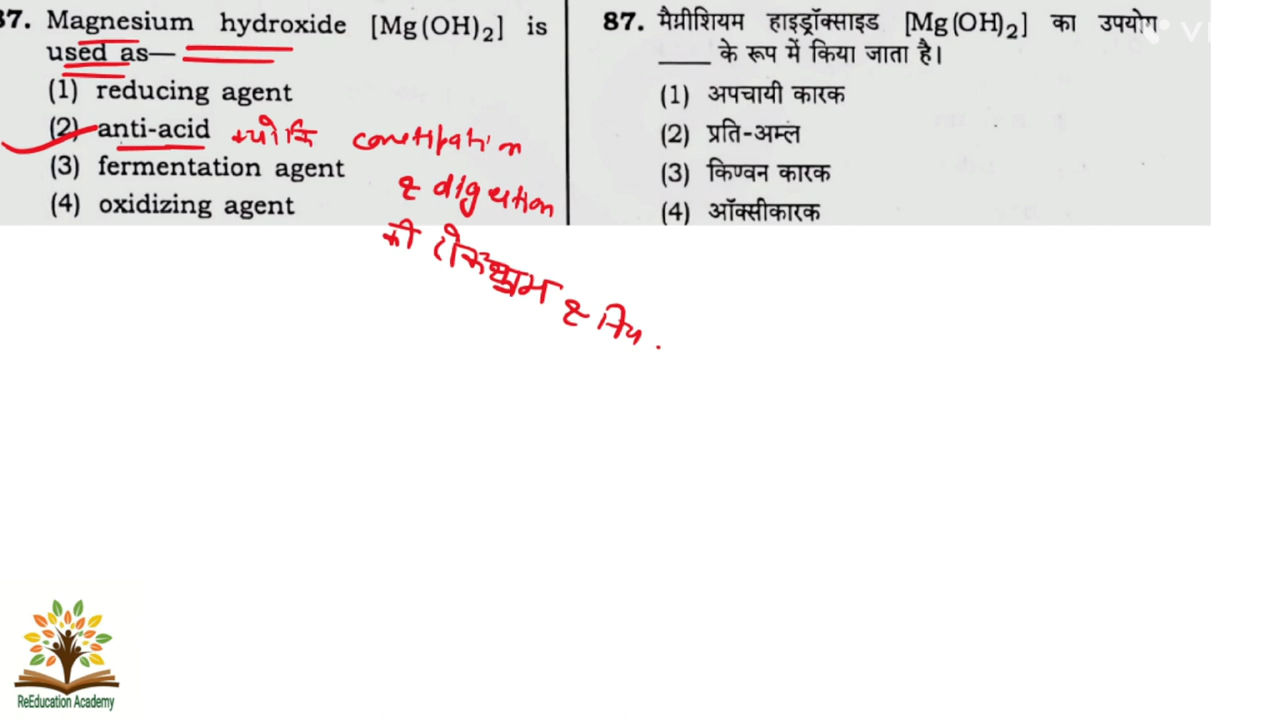 37. Magnesium hydroxide [Mg(OH)₂] is
used as—
(1) reducing agent
(2) anti-acid क्योकि constipation
(3) fermentation agent
& digestion
(4) oxidizing agent
की रोकथाम &
87. मैग्नीशियम हाइड्रॉक्साइड [Mg(OH)₂] का उपयोग
____ के रूप में किया जाता है।
(1) अपचायी कारक
(2) प्रति-अम्ल
(3) किण्वन कारक
(4) ऑक्सीकारक
ReEducation Academy